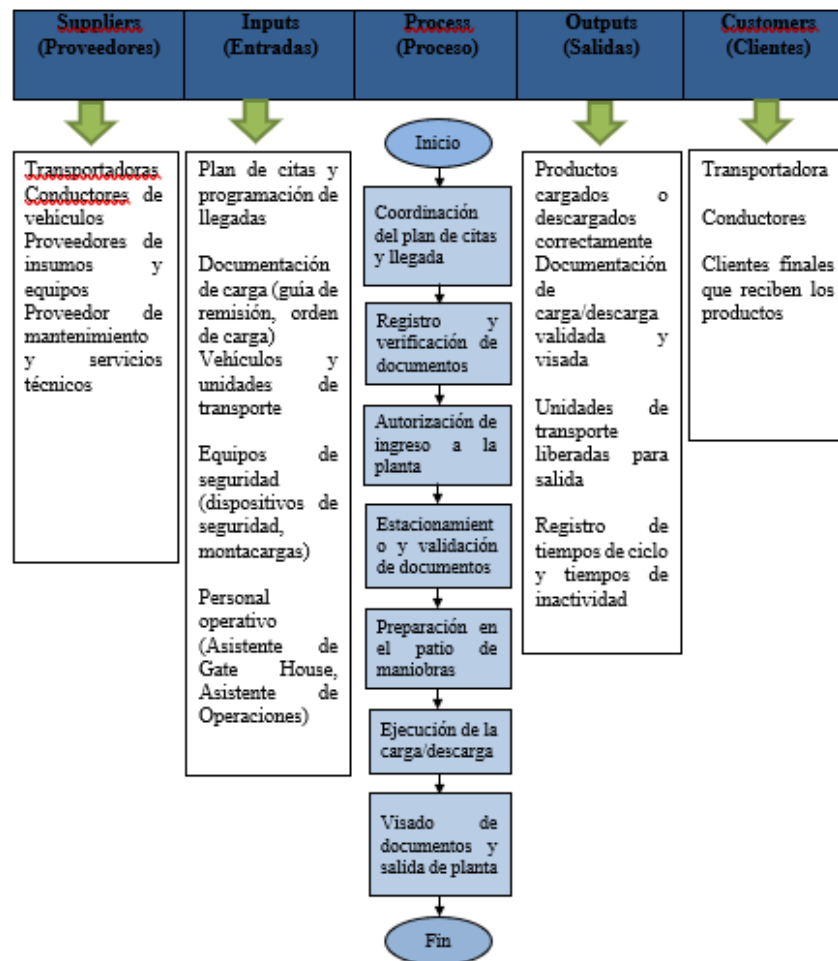 Suppliers
(Proveedores)
Inputs
(Entradas)
Process
(Proceso)
Outputs
(Salidas)
Customers
(Clientes)
Transportadoras
Conductores de
vehículos
Proveedores de
insumos y
equipos
Proveedor de
mantenimiento
y servicios
técnicos
Plan de citas y
programación de
llegadas
Documentación
de carga (guía de
remisión, orden
de carga)
Vehículos y
unidades de
transporte
Equipos de
seguridad
(dispositivos de
seguridad,
montacargas)
Personal
operativo
(Asistente de
Gate House,
Asistente de
Operaciones)
Inicio
Coordinación
del plan de citas
y llegada
Registro y
verificación de
documentos
Autorización de
ingreso a la
planta
Estacionamient
o y validación
de documentos
Preparación en
el patio de
maniobras
Ejecución de la
carga/descarga
Visado de
documentos y
salida de planta
Fin
Productos
cargados o
descargados
correctamente
Documentación
de
carga/descarga
validada y
visada
Unidades de
transporte
liberadas para
salida
Registro de
tiempos de ciclo
y tiempos de
inactividad
Transportadora
Conductores
Clientes finales
que reciben los
productos